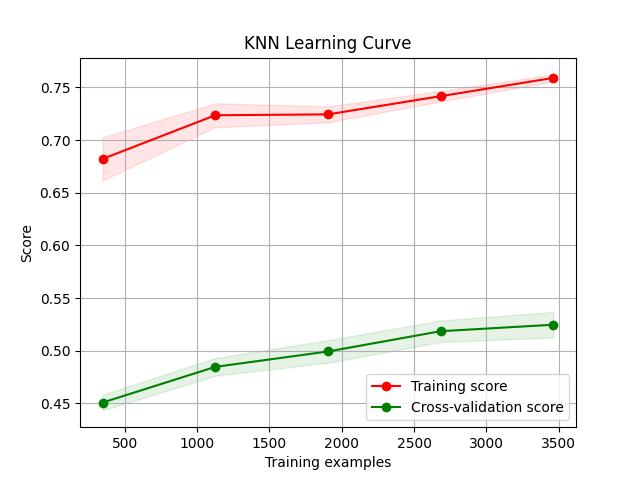 KNN Learning Curve
0.75
0.70
0.65
0.60
0.55
0.50
0.45
Score
Training score
Cross-validation score
500 1000 1500 2000 2500 3000 3500
Training examples